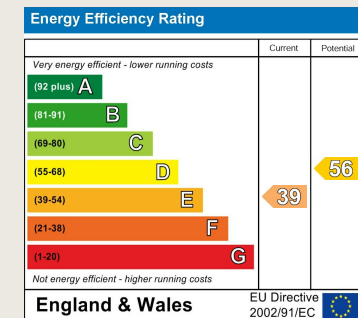 Energy Efficiency Rating
Current Potential
Very energy efficient - lower running costs
(92 plus) A
(81-91) B
(69-80) C
(55-68) D 56
(39-54) E 39
(21-38) F
(1-20) G
Not energy efficient - higher running costs
England & Wales
EU Directive
2002/91/EC